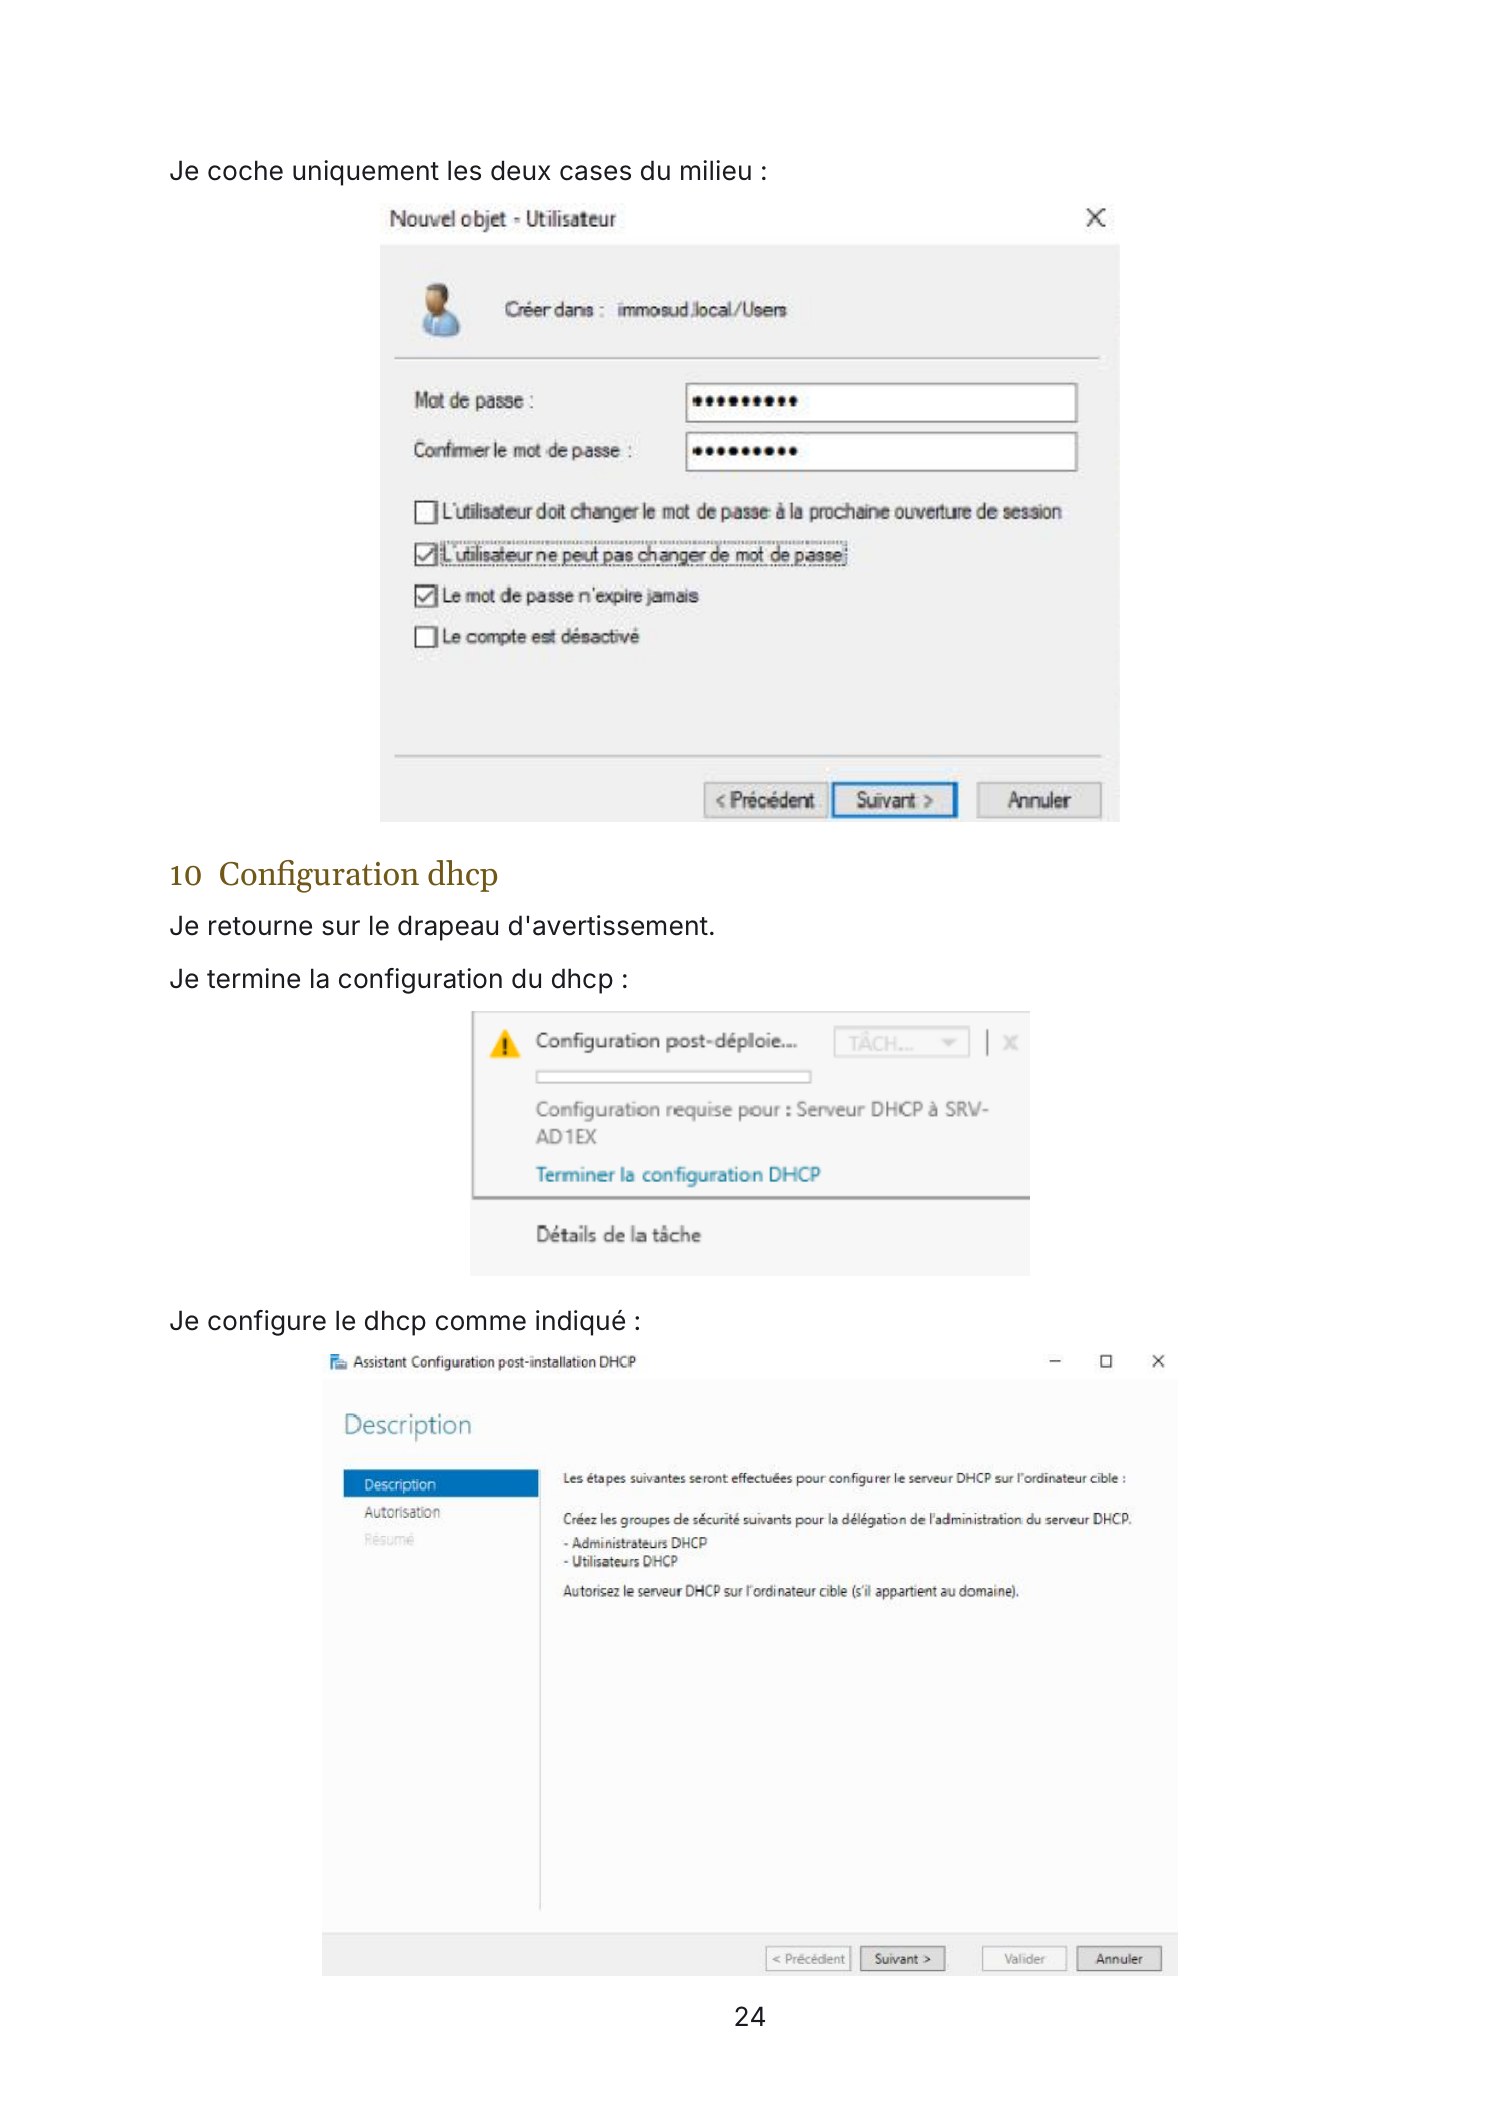 Je coche uniquement les deux cases du milieu :
Nouvel objet - Utilisateur
Créer dans : immosud.local/Users
Mot de passe : •••••••••
Confirmer le mot de passe : •••••••••
L'utilisateur doit changer le mot de passe à la prochaine ouverture de session
L'utilisateur ne peut pas changer de mot de passe
Le mot de passe n'expire jamais
Le compte est désactivé
< Précédent Suivant > Annuler
10 Configuration dhcp
Je retourne sur le drapeau d'avertissement.
Je termine la configuration du dhcp :
Configuration post-déploie... TÂCH...
Configuration requise pour : Serveur DHCP à SRV-
AD1EX
Terminer la configuration DHCP
Détails de la tâche
Je configure le dhcp comme indiqué :
Assistant Configuration post-installation DHCP
Description
Description
Autorisation
Résumé
Les étapes suivantes seront effectuées pour configurer le serveur DHCP sur l'ordinateur cible :
Créez les groupes de sécurité suivants pour la délégation de l'administration du serveur DHCP.
- Administrateurs DHCP
- Utilisateurs DHCP
Autorisez le serveur DHCP sur l'ordinateur cible (s'il appartient au domaine).
< Précédent Suivant > Valider Annuler
24